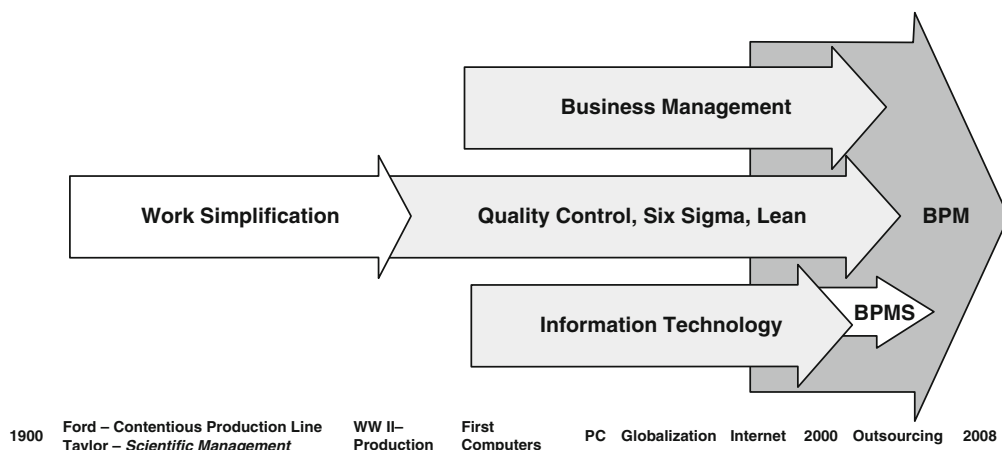 Business Management
Work Simplification
Quality Control, Six Sigma, Lean
BPM
BPMS
Information Technology
1900
Ford – Contentious Production Line
Taylor – Scientific Management
WW II–
Production
First
Computers
PC Globalization Internet 2000 Outsourcing 2008